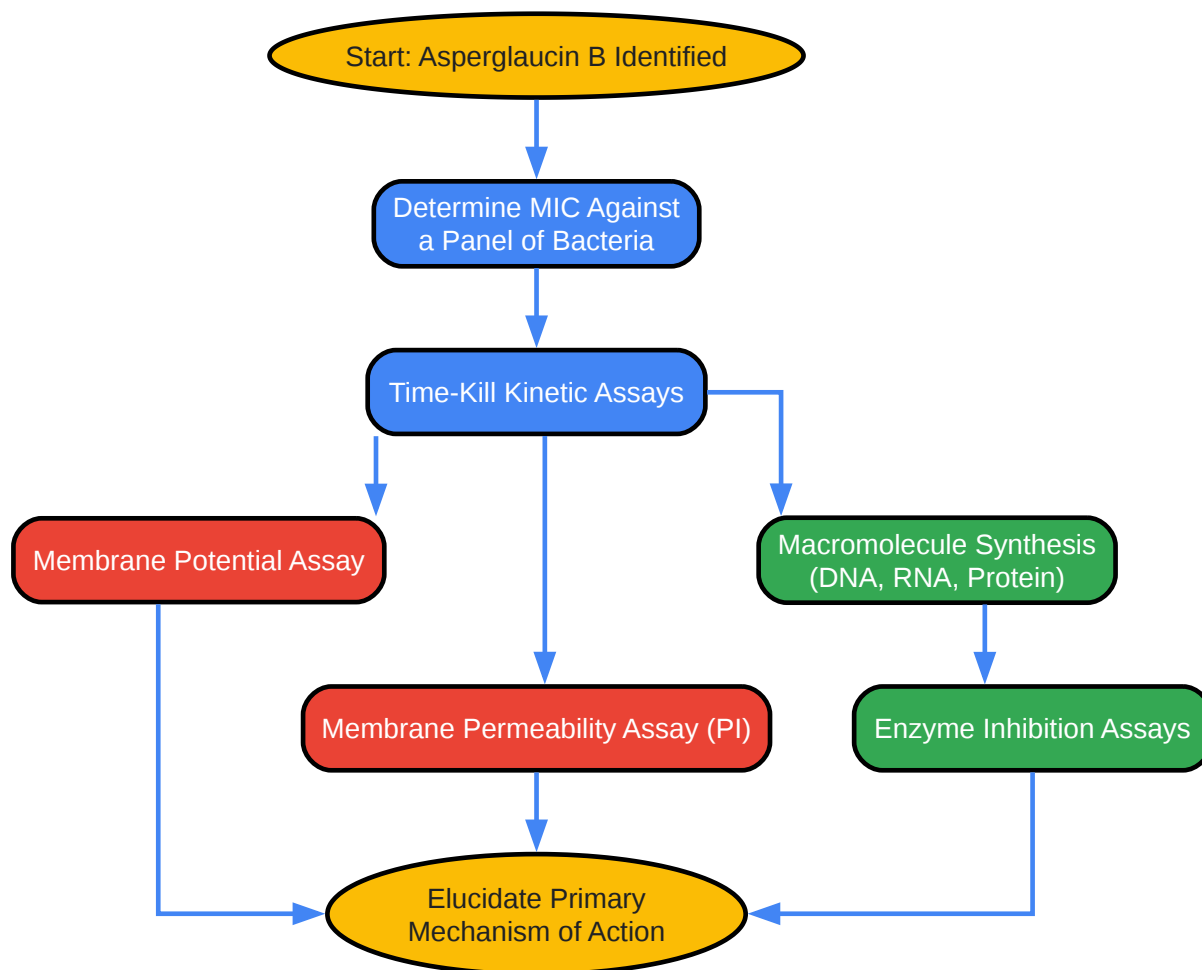 Start: Asperglaucin B Identified
Determine MIC Against
a Panel of Bacteria
Time-Kill Kinetic Assays
Membrane Potential Assay
Macromolecule Synthesis
(DNA, RNA, Protein)
Membrane Permeability Assay (PI)
Enzyme Inhibition Assays
Elucidate Primary
Mechanism of Action